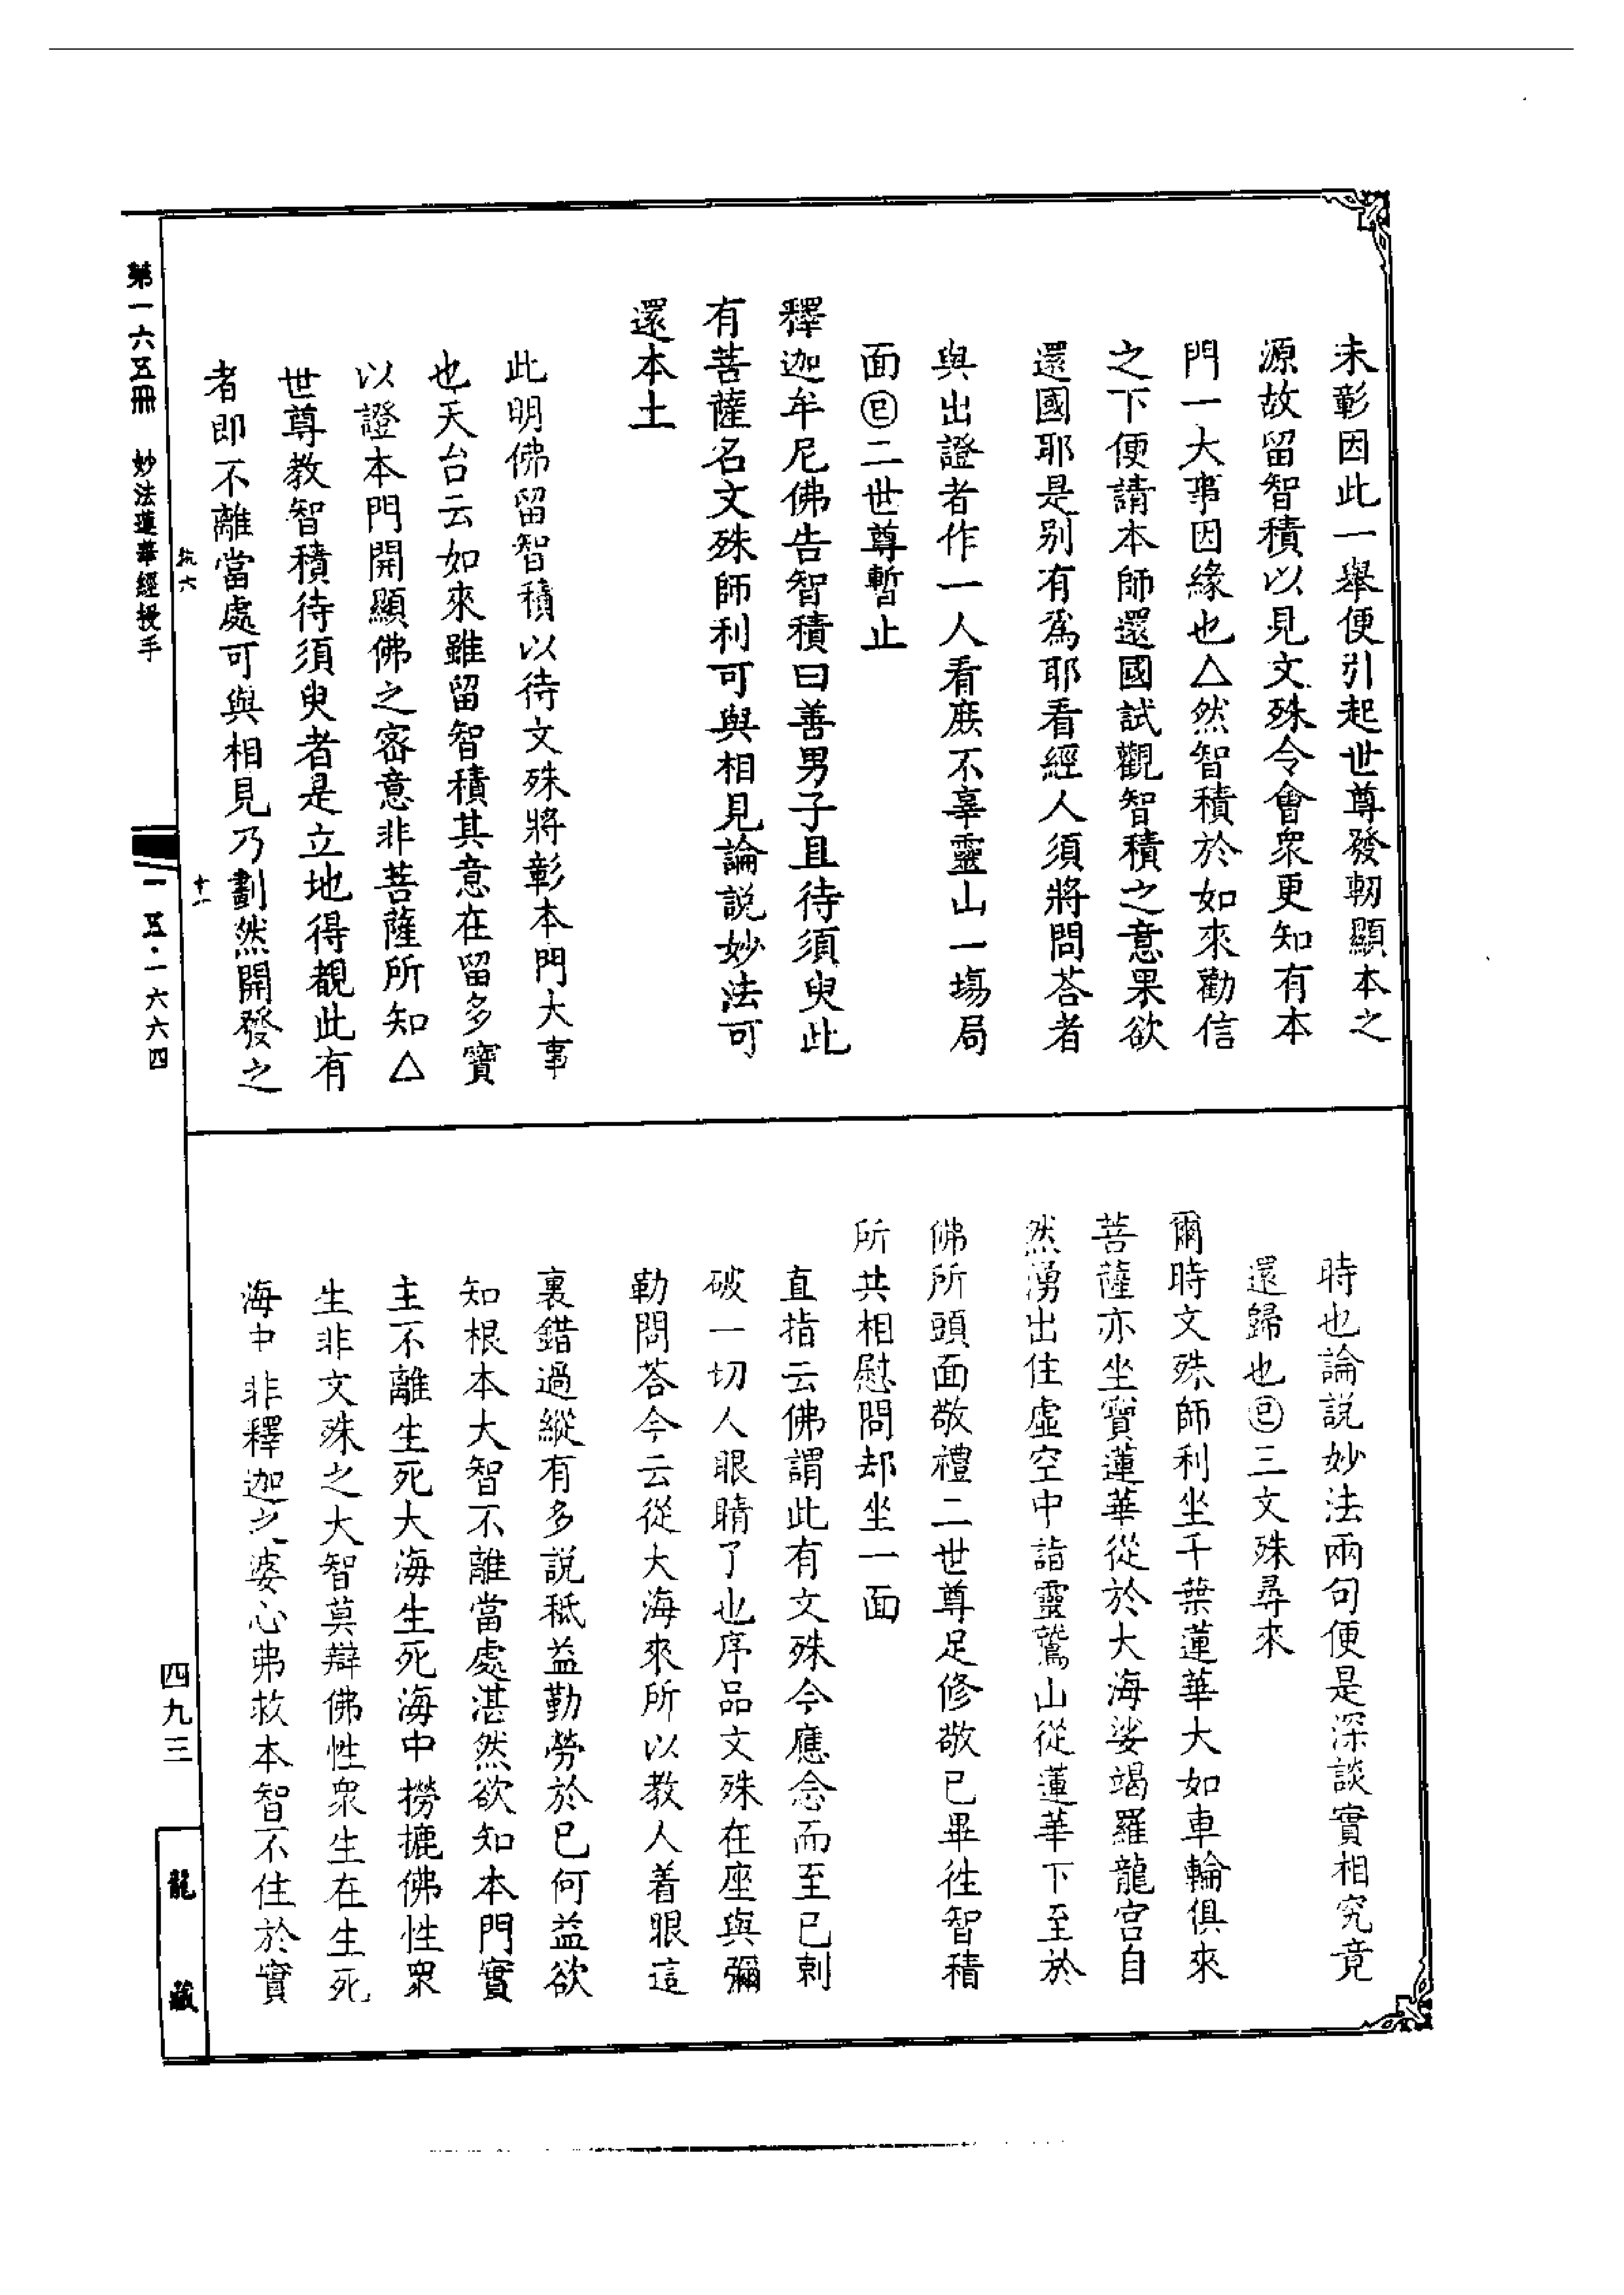 未彰因此一舉便引起世尊發軔顯本之
源故留智積以見文殊令會衆更知有本
門一大事因緣也△然智積於如來勸信
之下便請本師還國試觀智積之意果欲
還國耶是别有爲耶看經人須將問荅者
與出證者作一人看庶不辜靈山一塲局
面㔾二世尊暫止
釋迦牟尼佛告智積曰善男子且待須臾此
有菩薩名文殊師利可與相見論說妙法可
還本土
此明佛留智積以待文殊將彰本門大事
也天台云如來雖留智積其意在留多寶
以證本門開顯佛之密意非菩薩所知△
世尊教智積待須臾者是立地得覩此有
者即不離當處可與相見乃劃然開發之
時也論説妙法兩句便是深談實相究竟
還歸也㔾三文殊尋來
爾時文殊師利坐千葉蓮華大如車輪俱來
菩薩亦坐寶蓮華從於大海娑竭羅龍宮自
然湧出住虛空中詣靈鷲山從蓮華下至於
佛所頭面敬禮二世尊足修敬已畢徃智積
所共相慰問却坐一面
直指云佛謂此有文殊今應念而至已剌
破一切人眼睛了也序品文殊在座與彌
勒問荅今云從大海來所以教人着眼這
裏錯過縱有多説秪益勤勞於已何益欲
知根本大智不離當處湛然欲知本門實
主不離生死大海生死海中撈摝佛性衆
生非文殊之大智莫辯佛性衆生在生死
海中非釋迦之婆心弗救本智不住於實
第一六五冊 妙法蓮華經授手
十一
一五·一六六四
四九三
龍藏